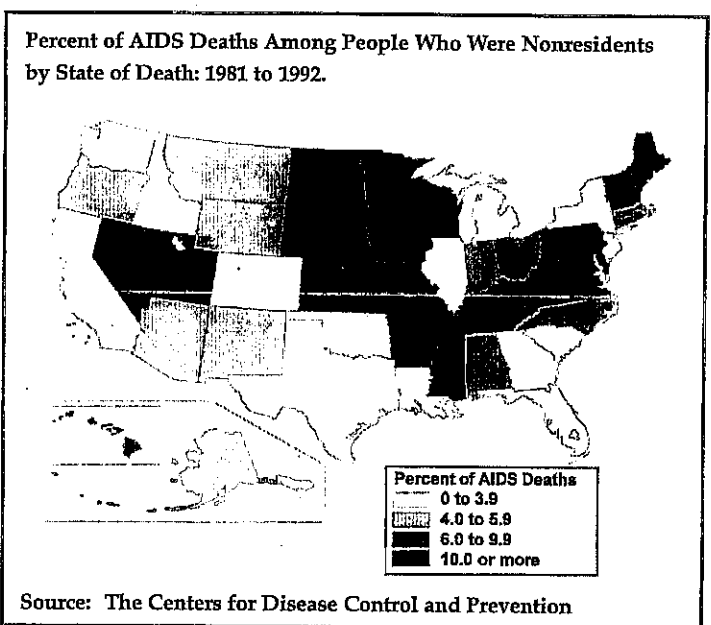 Percent of AIDS Deaths Among People Who Were Nonresidents
by State of Death: 1981 to 1992.
Percent of AIDS Deaths
0 to 3.9
4.0 to 5.9
6.0 to 9.9
10.0 or more
Source: The Centers for Disease Control and Prevention